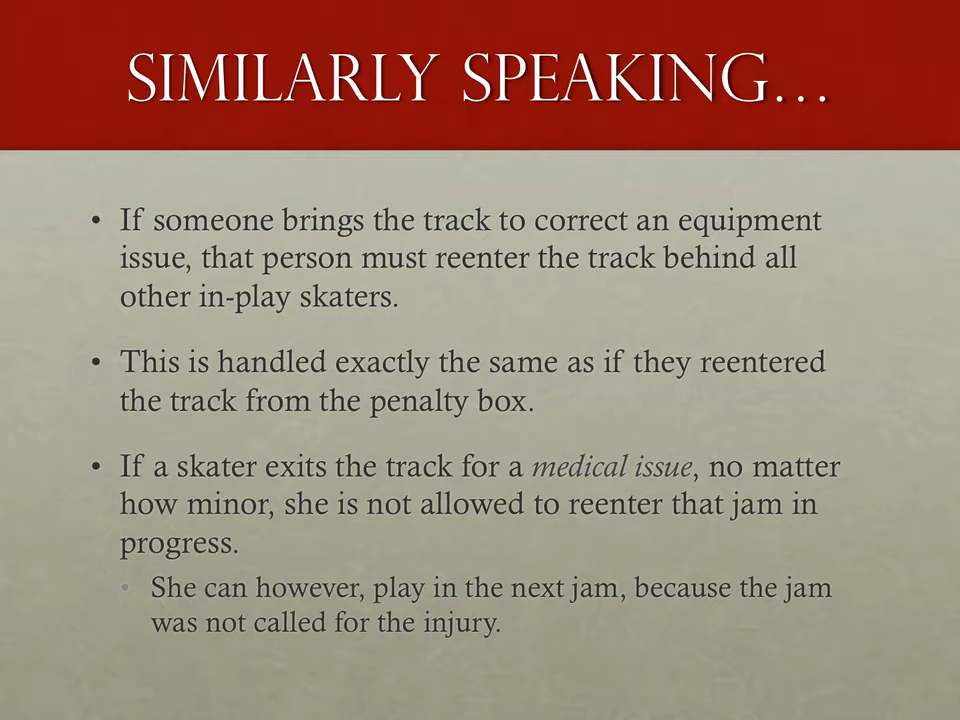 SIMILARLY SPEAKING...
• If someone brings the track to correct an equipment
issue, that person must reenter the track behind all
other in-play skaters.
• This is handled exactly the same as if they reentered
the track from the penalty box.
• If a skater exits the track for a medical issue, no matter
how minor, she is not allowed to reenter that jam in
progress.
• She can however, play in the next jam, because the jam
was not called for the injury.